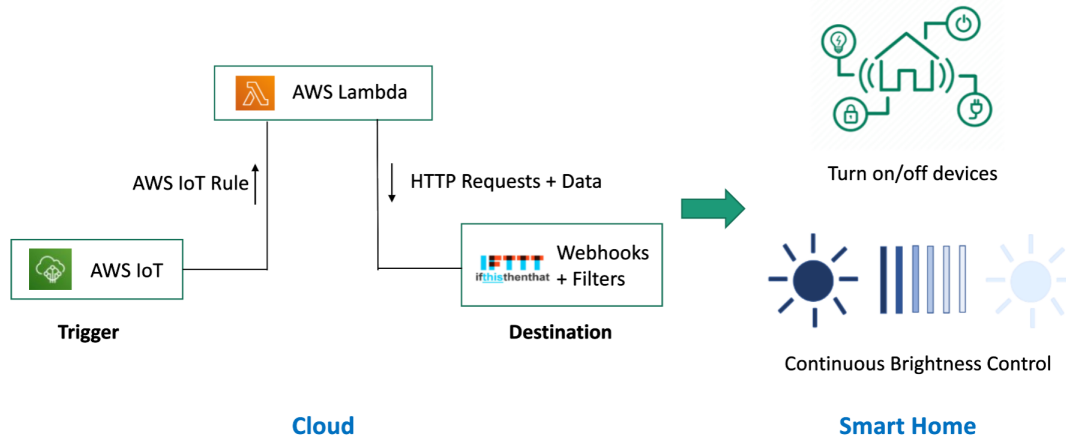 AWS Lambda
AWS IoT Rule
HTTP Requests + Data
AWS IoT
Trigger
IFTTT
ifthisthenthat
Webhooks
+ Filters
Destination
Cloud
Turn on/off devices
Continuous Brightness Control
Smart Home